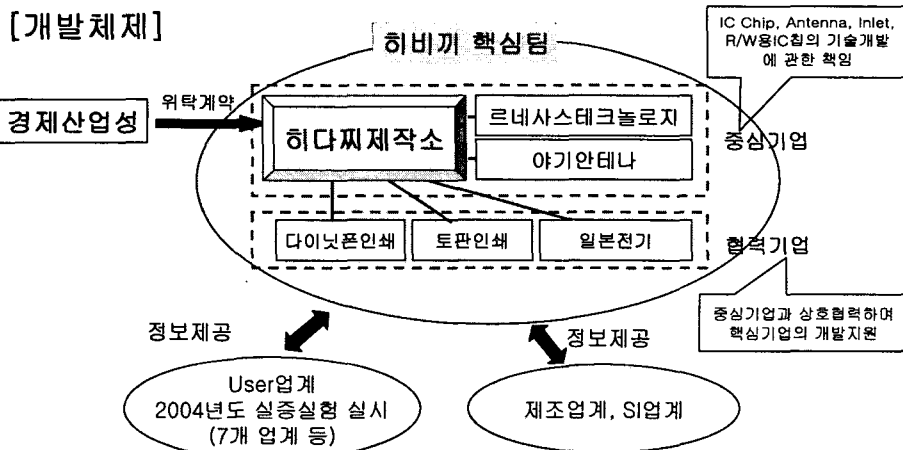 [개발체제]
히비끼 핵심팀
IC Chip, Antenna, Inlet,
R/W용IC칩의 기술개발
에 관한 책임
경제산업성
위탁계약
히다찌제작소
르네사스테크놀로지
야기안테나
중심기업
다이닛폰인쇄
토판인쇄
일본전기
협력기업
중심기업과 상호협력하며
핵심기업의 개발지원
정보제공
정보제공
User업계
2004년도 실증실험 실시
(7개 업계 등)
제조업계, SI업계